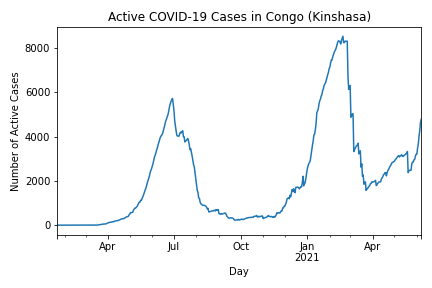 Active COVID-19 Cases in Congo (Kinshasa)
Number of Active Cases
8000
6000
4000
2000
0
Apr
Jul
Oct
Jan
2021
Apr
Day